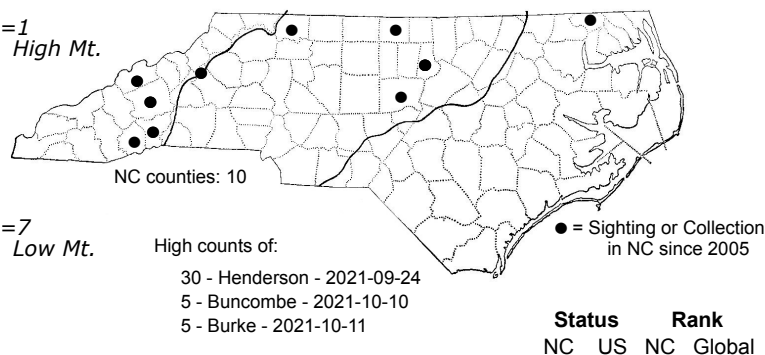 =1
High Mt.
NC counties: 10
=7
Low Mt.
High counts of:
30 - Henderson - 2021-09-24
5 - Buncombe - 2021-10-10
5 - Burke - 2021-10-11
● = Sighting or Collection
in NC since 2005
Status Rank
NC US NC Global